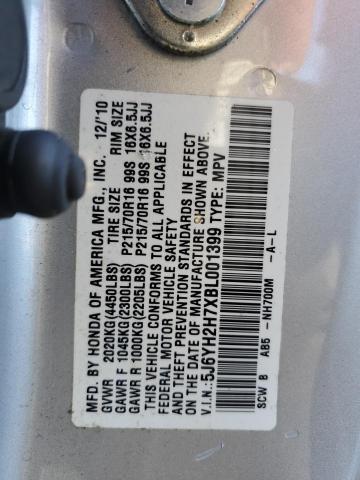 MFD. BY HONDA OF AMERICA MFG., INC. 12/'10
GVWR 2020KG(4450LBS) TIRE SIZE RIM SIZE
GAWR F 1045KG(2300LBS) P215/70R16 99S 16X6.5JJ
GAWR R 1000KG(2205LBS) P215/70R16 99S 16X6.5JJ
THIS VEHICLE CONFORMS TO ALL APPLICABLE
FEDERAL MOTOR VEHICLE SAFETY
AND THEFT PREVENTION STANDARDS IN EFFECT
ON THE DATE OF MANUFACTURE SHOWN ABOVE.
V.I.N.: 5J6YH2H7XBL001399 TYPE: MPV
SCW B AB5 -NH700M -A-L